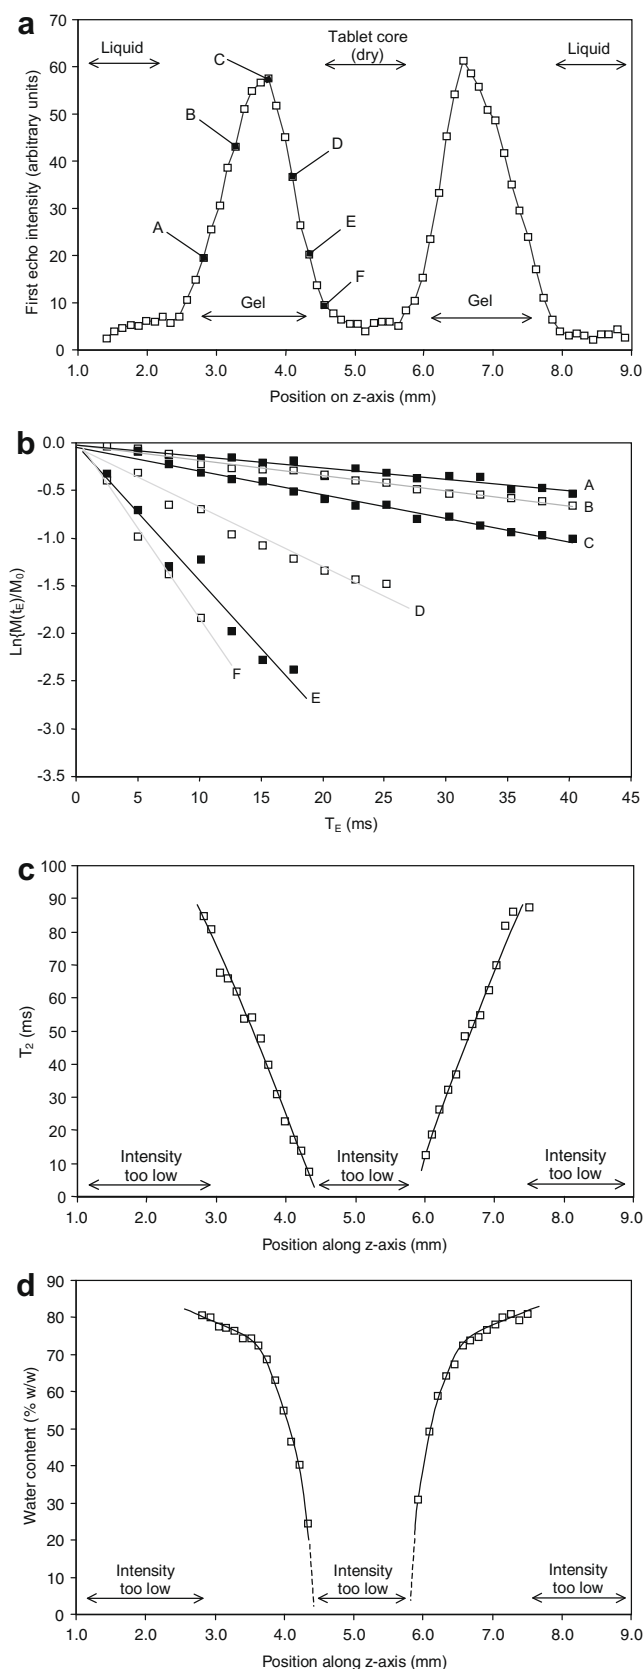 a
70
60
50
40
30
20
10
0
First echo intensity (arbitrary units)
Liquid
Tablet core
(dry)
Liquid
C
B
D
A
E
F
Gel
Gel
1.0 2.0 3.0 4.0 5.0 6.0 7.0 8.0 9.0
Position on z-axis (mm)
b
0.0
-0.5
-1.0
-1.5
-2.0
-2.5
-3.0
-3.5
Ln{M(tE)/M0}
A
B
C
D
F
E
0 5 10 15 20 25 30 35 40 45
TE (ms)
c
100
90
80
70
60
50
40
30
20
10
0
T2 (ms)
Intensity
too low
Intensity
too low
Intensity
too low
1.0 2.0 3.0 4.0 5.0 6.0 7.0 8.0 9.0
Position along z-axis (mm)
d
90
80
70
60
50
40
30
20
10
0
Water content (% w/w)
Intensity
too low
Intensity
too low
Intensity
too low
1.0 2.0 3.0 4.0 5.0 6.0 7.0 8.0 9.0
Position along z-axis (mm)